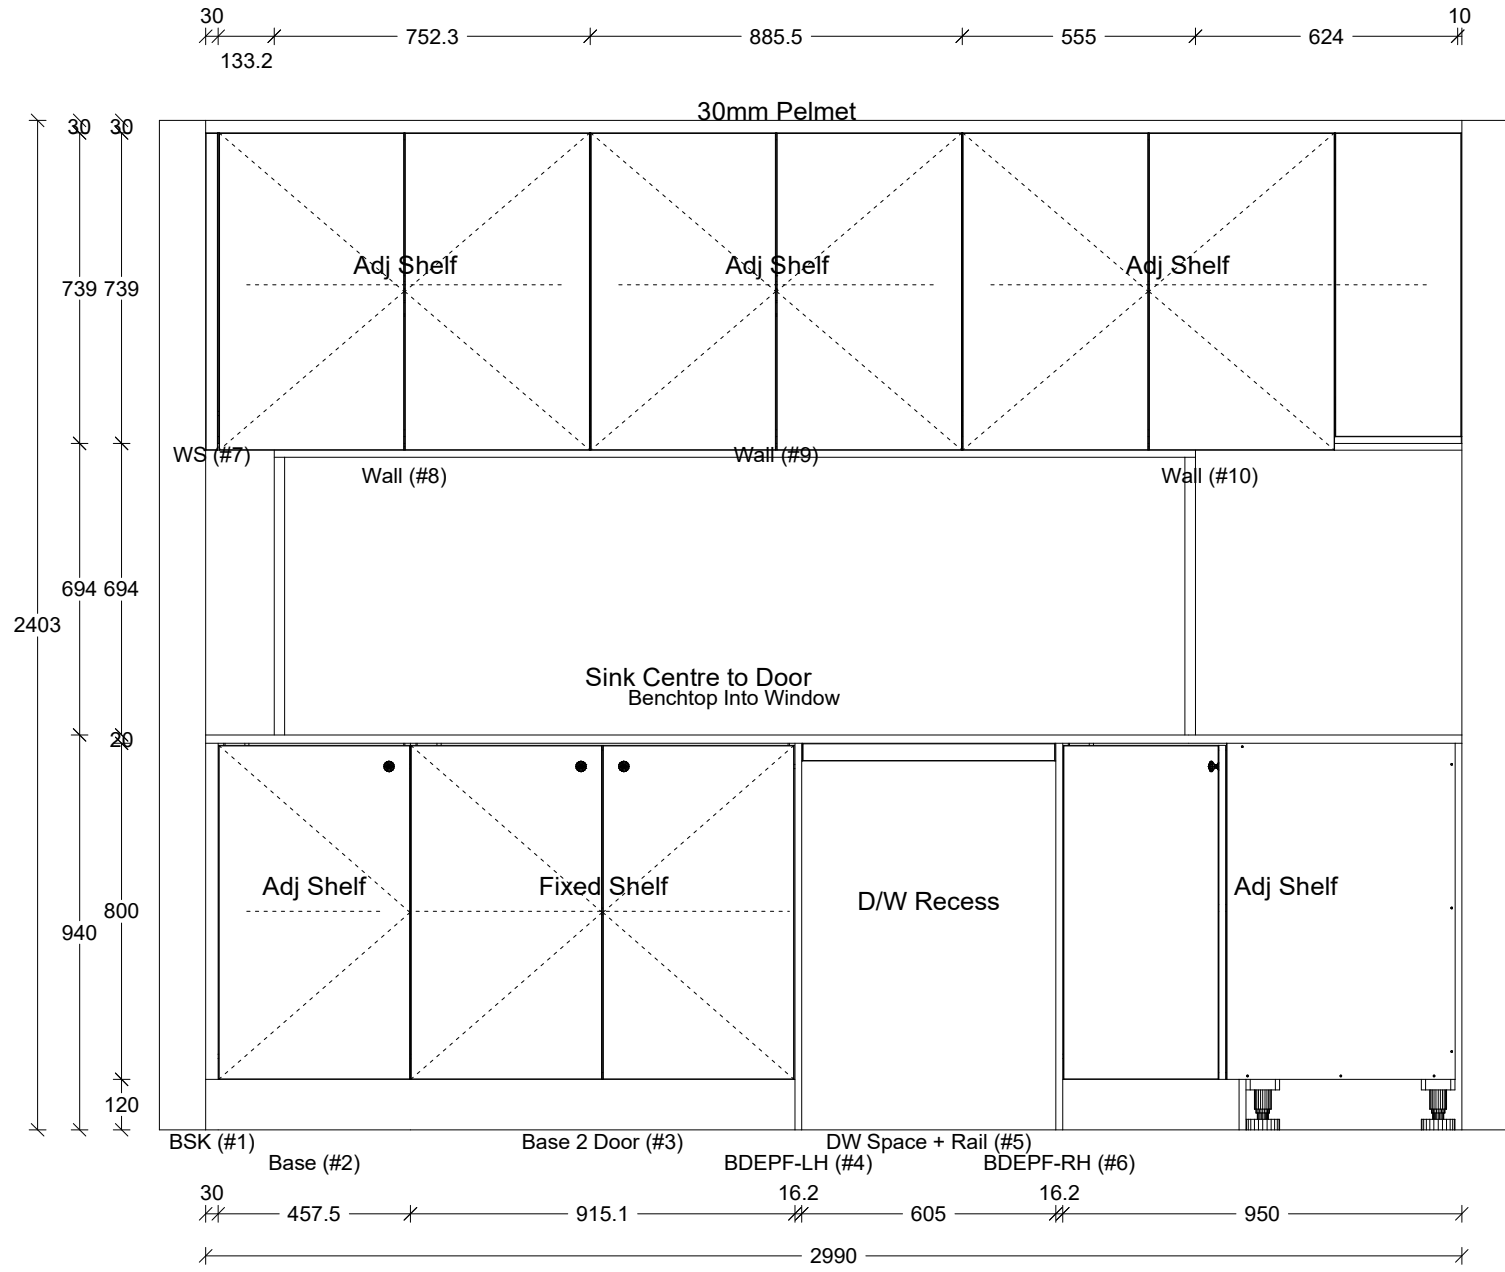 30
10
752.3
885.5
555
624
133.2
30mm Pelmet
30
30
Adj Shelf
Adj Shelf
Adj Shelf
739
739
WS (#7)
Wall (#9)
Wall (#8)
Wall (#10)
694
694
2403
Sink Centre to Door
Benchtop Into Window
20
Adj Shelf
Fixed Shelf
D/W Recess
Adj Shelf
800
940
120
BSK (#1)
Base 2 Door (#3)
DW Space + Rail (#5)
Base (#2)
BDEPF-LH (#4)
BDEPF-RH (#6)
30
16.2
16.2
457.5
915.1
605
950
2990